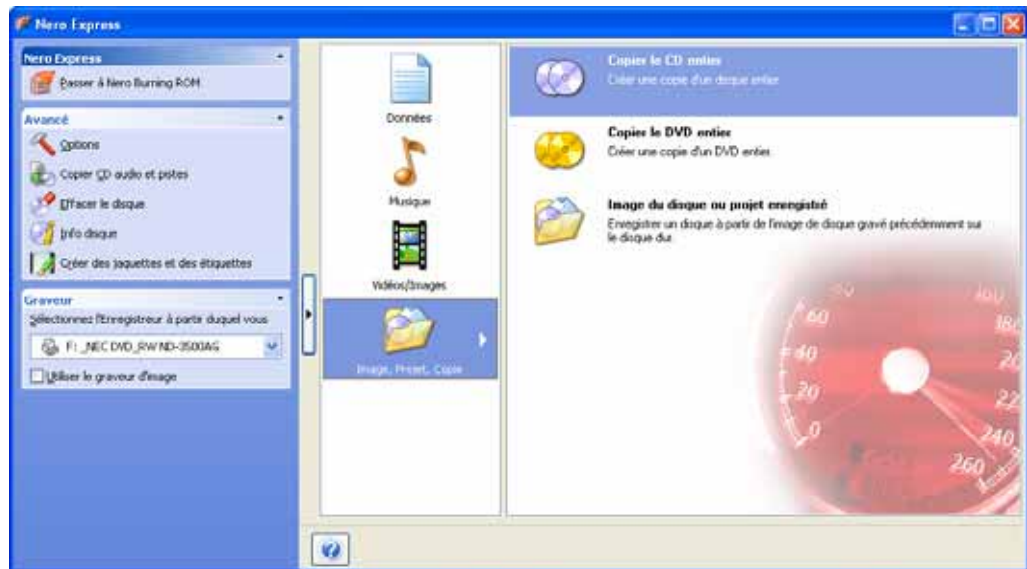 Nero Express
Nero Express
Passer à Nero Burning ROM
Avancé
Options
Copier CD audio et pistes
Effacer le disque
Info disque
Créer des jaquettes et des étiquettes
Graveur
Sélectionnez l'Enregistreur à partir duquel vous
F: _NEC DVD_RW ND-3500AG
Utiliser le graveur d'image
Données
Musique
Vidéos/Images
Image, Projet, Copie
Copier le CD entier
Créer une copie d'un disque entier
Copier le DVD entier
Créer une copie d'un DVD entier.
Image du disque ou projet enregistré
Enregistrer un disque à partir de l'image de disque gravé précédemment sur
le disque dur.
60
40
20
0
180
240
260